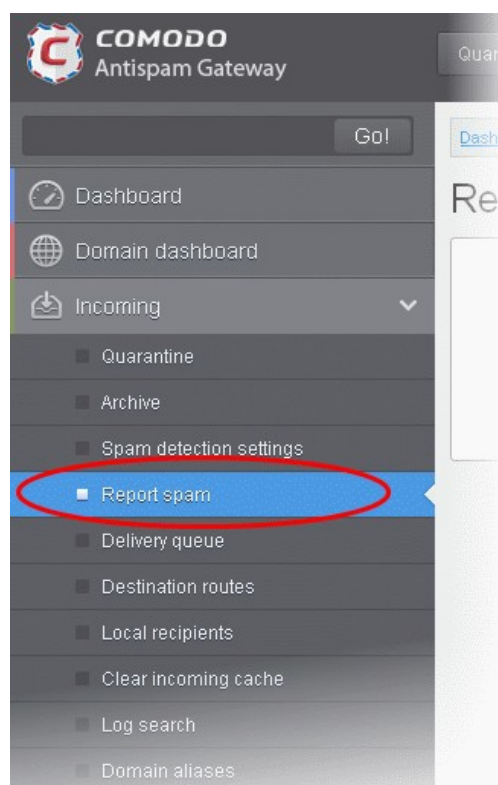 COMODO
Antispam Gateway
Go!
Dashboard
Domain dashboard
Incoming
Quarantine
Archive
Spam detection settings
Report spam
Delivery queue
Destination routes
Local recipients
Clear incoming cache
Log search
Domain aliases